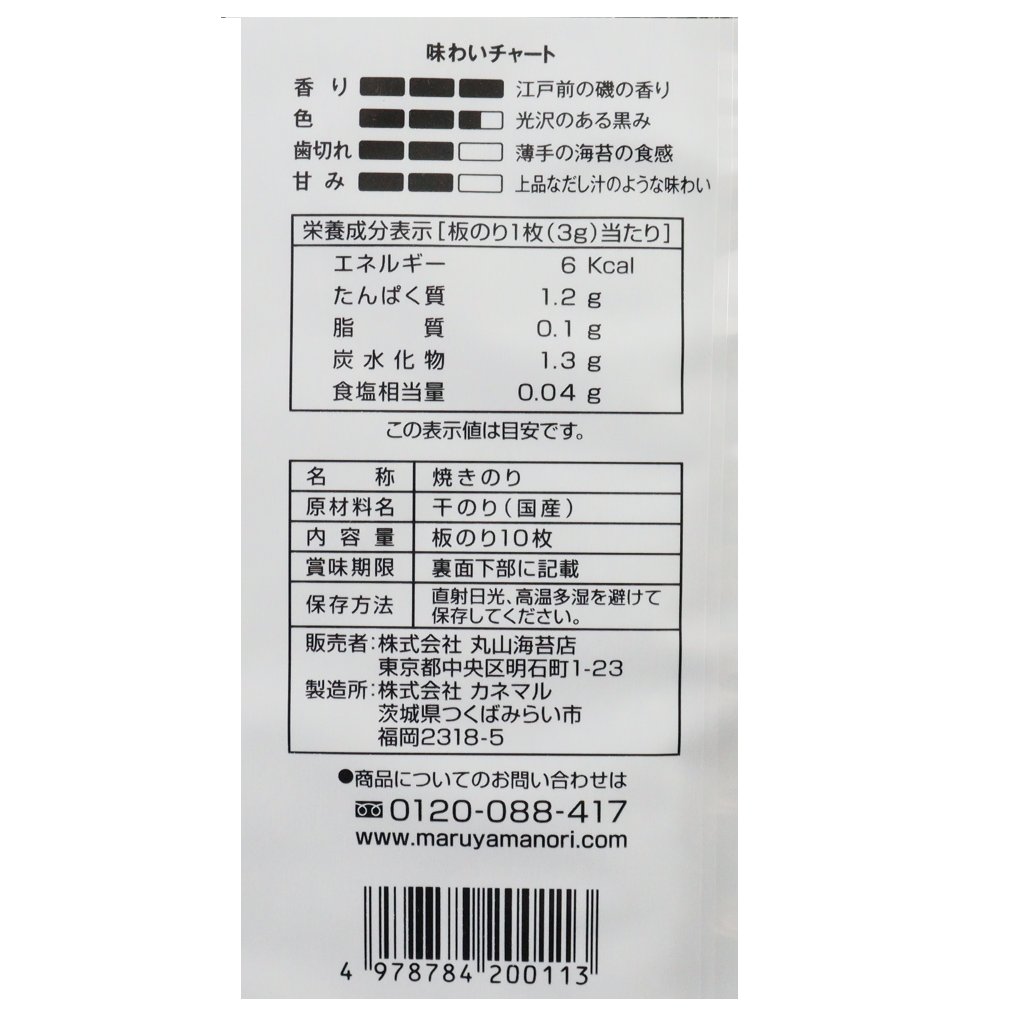 味わいチャート
香り 江戸前の磯の香り
色 光沢のある黒み
歯切れ 薄手の海苔の食感
甘み 上品なだし汁のような味わい
栄養成分表示[板のり1枚(3g)当たり]
エネルギー 6 Kcal
たんぱく質 1.2 g
脂質 0.1 g
炭水化物 1.3 g
食塩相当量 0.04 g
この表示値は目安です。
名称 焼きのり
原材料名 干のり(国産)
内容量 板のり10枚
賞味期限 裏面下部に記載
保存方法 直射日光、高温多湿を避けて
保存してください。
販売者:株式会社 丸山海苔店
東京都中央区明石町1-23
製造所:株式会社 カネマル
茨城県つくばみらい市
福岡2318-5
●商品についてのお問い合わせは
0120-088-417
www.maruyamanori.com
4 978784 200113